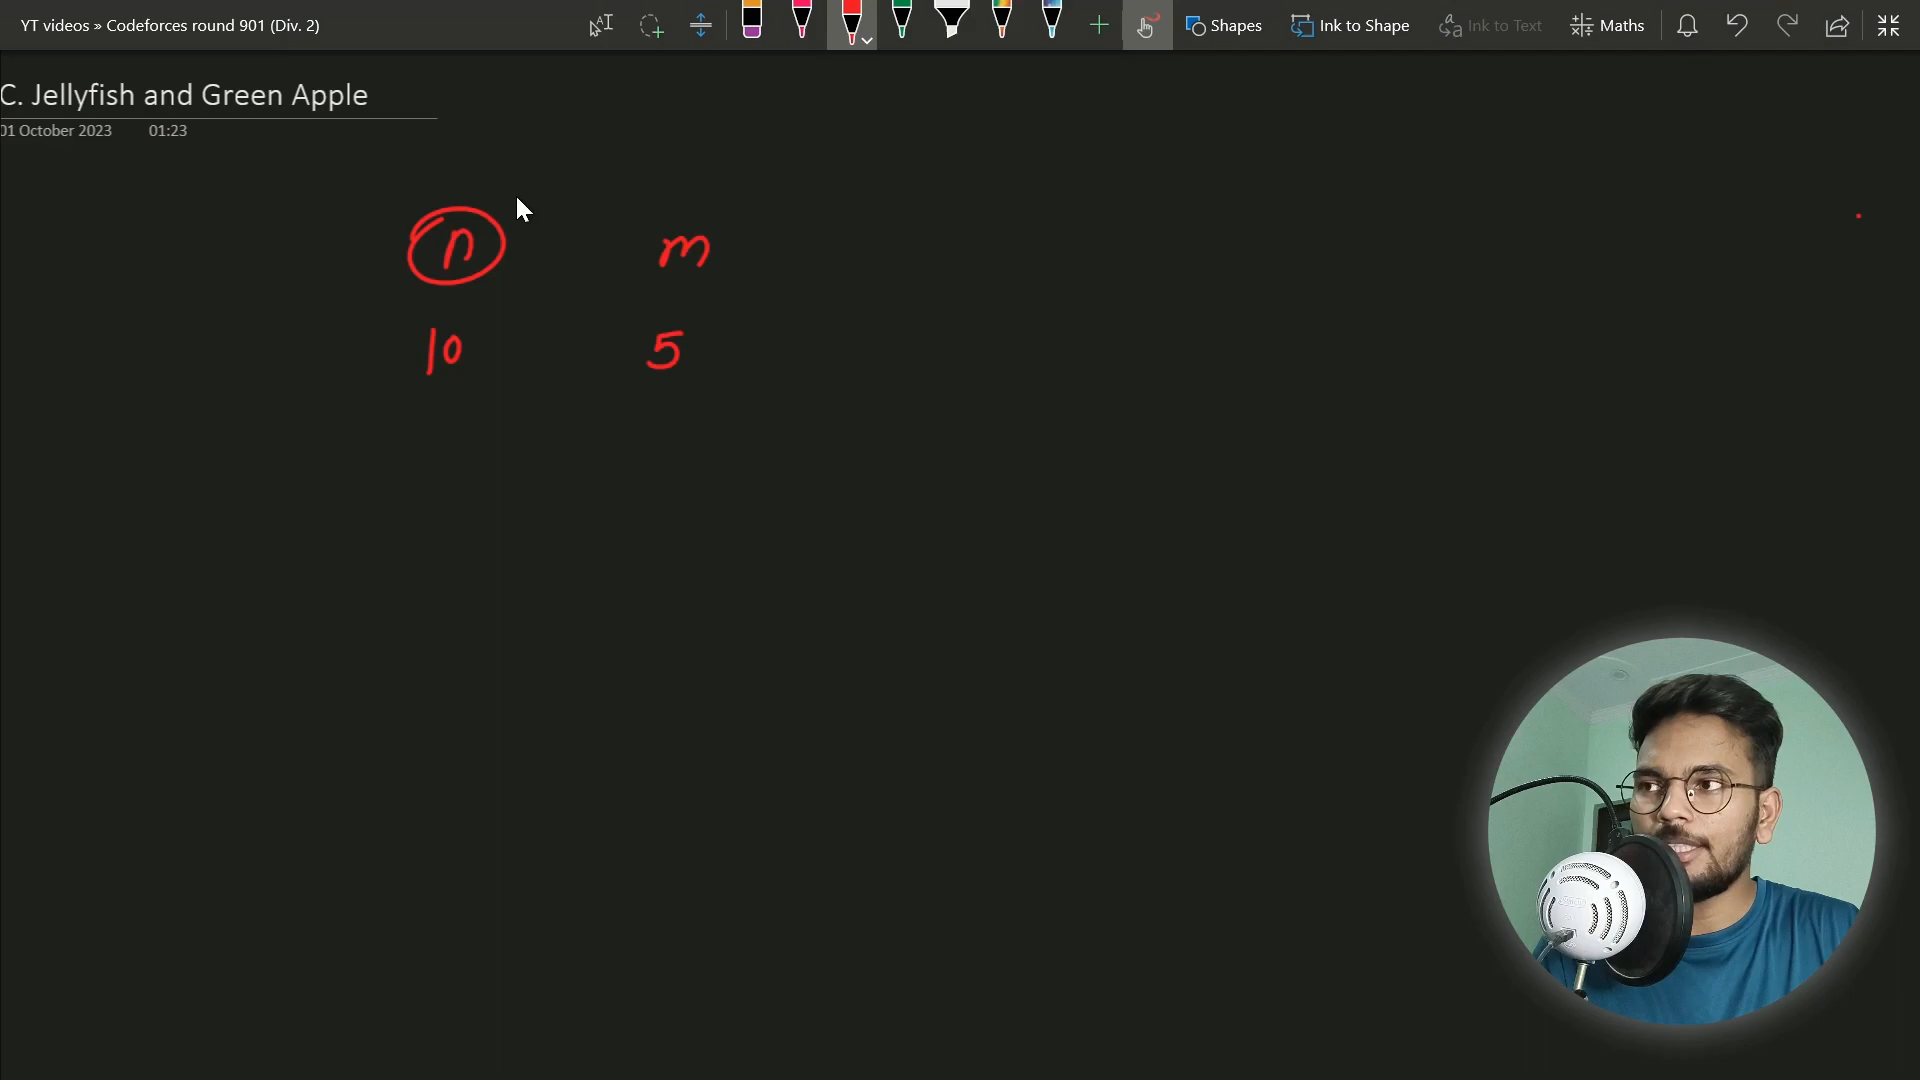 YT videos » Codeforces round 901 (Div. 2)
Shapes
Ink to Shape
Ink to Text
Maths
C. Jellyfish and Green Apple
01 October 2023 01:23
n m
10 5